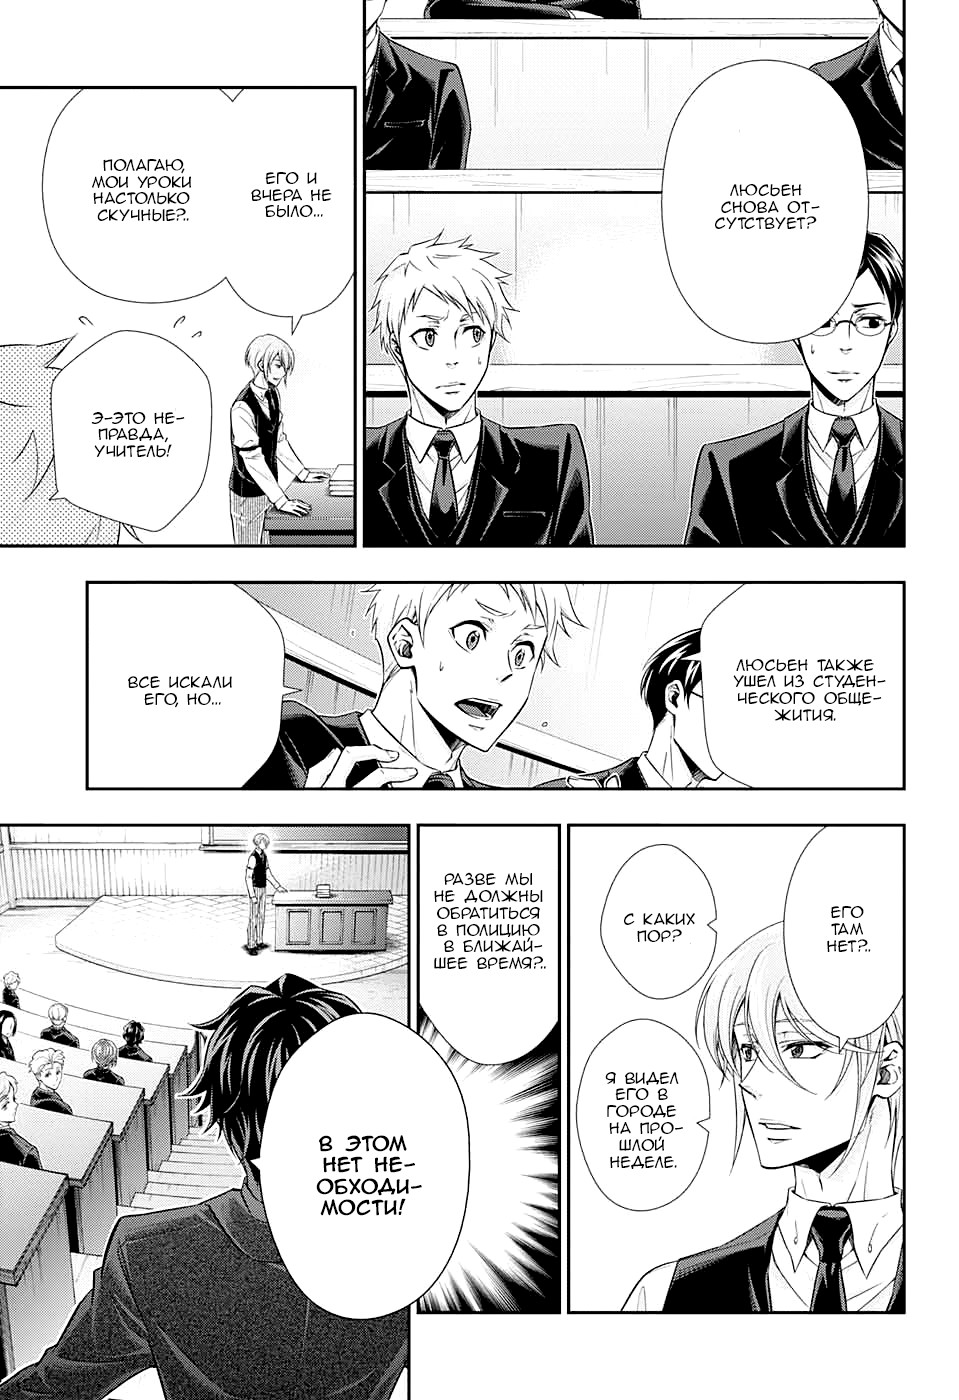 ЛЮСЬЕН
СНОВА ОТ-
СУТСТВУЕТ?
ЕГО И
ВЧЕРА НЕ
БЫЛО...
ПОЛАГАЮ,
МОИ УРОКИ
НАСТОЛЬКО
СКУЧНЫЕ?..
Э-ЭТО НЕ-
ПРАВДА,
УЧИТЕЛЬ!
ЛЮСЬЕН ТАКЖЕ
УШЕЛ ИЗ СТУДЕН-
ЧЕСКОГО ОБЩЕ-
ЖИТИЯ.
ВСЕ ИСКАЛИ
ЕГО, НО...
ЕГО
ТАМ
НЕТ?..
С КАКИХ
ПОР?
Я ВИДЕЛ
ЕГО В
ГОРОДЕ
НА ПРО-
ШЛОЙ
НЕДЕЛЕ.
РАЗВЕ МЫ
НЕ ДОЛЖНЫ
ОБРАТИТЬСЯ
В ПОЛИЦИЮ
В БЛИЖАЙ-
ШЕЕ ВРЕМЯ?..
В ЭТОМ
НЕТ НЕ-
ОБХОДИ-
МОСТИ!